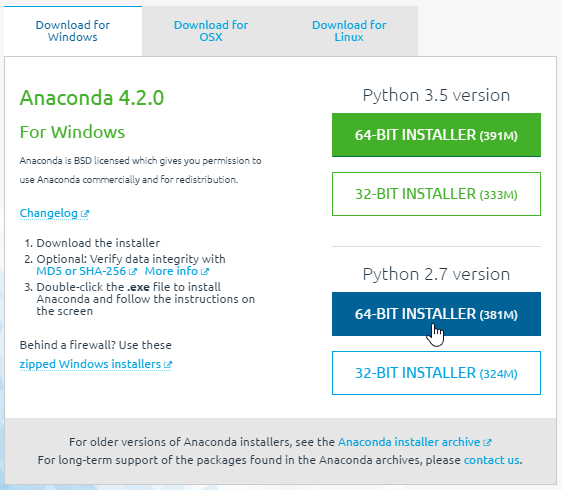 Download for
Windows
Download for
OSX
Download for
Linux
Anaconda 4.2.0
For Windows
Anaconda is BSD licensed which gives you permission to
use Anaconda commercially and for redistribution.
Changelog
1. Download the installer
2. Optional: Verify data integrity with
MD5 or SHA-256 More info
3. Double-click the .exe file to install
Anaconda and follow the instructions on
the screen
Behind a firewall? Use these
zipped Windows installers
Python 3.5 version
64-BIT INSTALLER (391M)
32-BIT INSTALLER (333M)
Python 2.7 version
64-BIT INSTALLER (381M)
32-BIT INSTALLER (324M)
For older versions of Anaconda installers, see the Anaconda installer archive
For long-term support of the packages found in the Anaconda archives, please contact us.